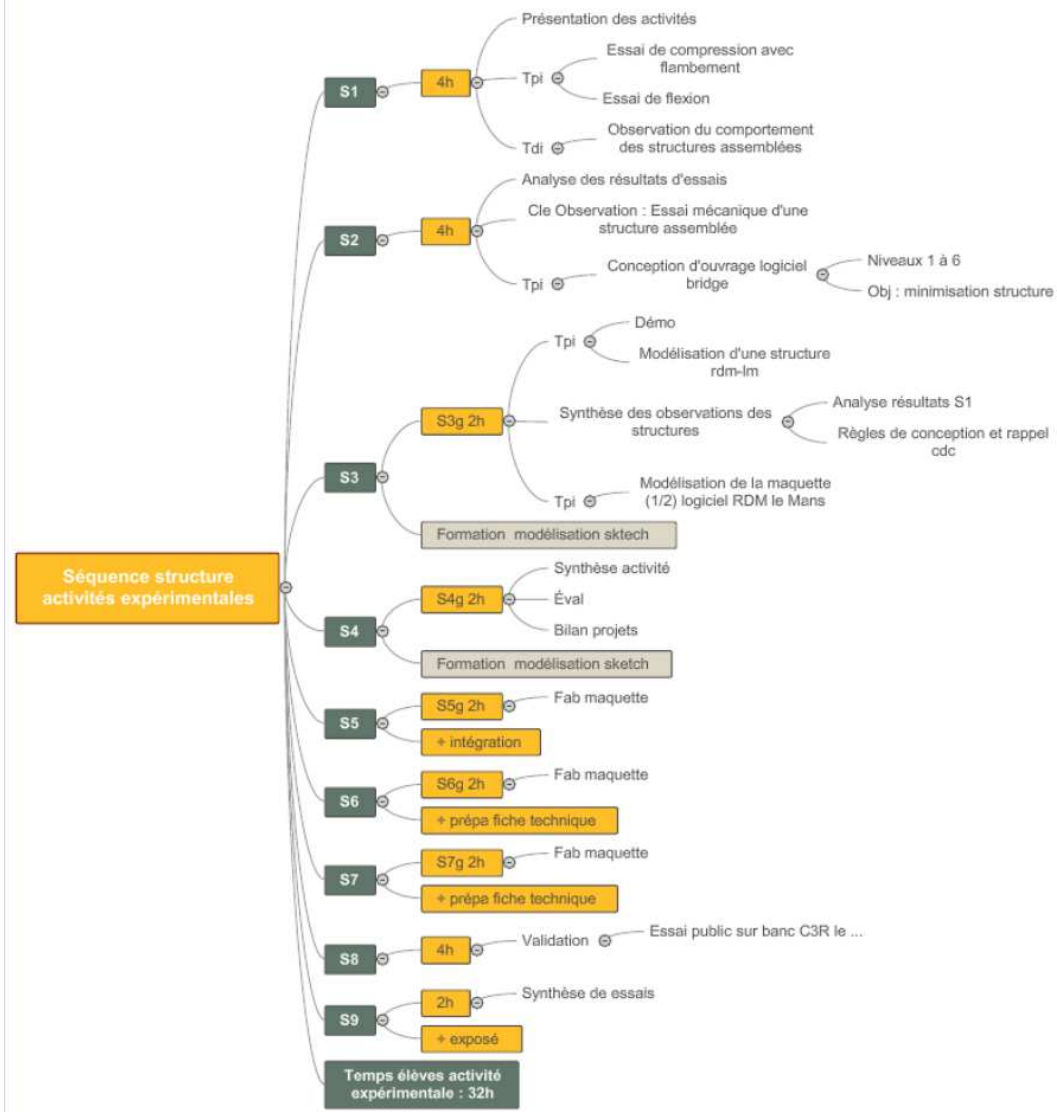 Séquence structure
activités expérimentales
S1
4h
Présentation des activités
Tpi
Essai de compression avec
flambement
Essai de flexion
Tdi
Observation du comportement
des structures assemblées
S2
4h
Analyse des résultats d'essais
Cle Observation : Essai mécanique d'une
structure assemblée
Tpi
Conception d'ouvrage logiciel
bridge
Niveaux 1 à 6
Obj : minimisation structure
S3
S3g 2h
Tpi
Démo
Modélisation d'une structure
rdm-lm
Synthèse des observations des
structures
Analyse résultats S1
Règles de conception et rappel
cdc
Tpi
Modélisation de la maquette
(1/2) logiciel RDM le Mans
Formation modélisation sktech
S4
S4g 2h
Synthèse activité
Éval
Bilan projets
Formation modélisation sketch
S5
S5g 2h
Fab maquette
+ intégration
S6
S6g 2h
Fab maquette
+ prépa fiche technique
S7
S7g 2h
Fab maquette
+ prépa fiche technique
S8
4h
Validation
Essai public sur banc C3R le ...
S9
2h
Synthèse de essais
+ exposé
Temps élèves activité
expérimentale : 32h